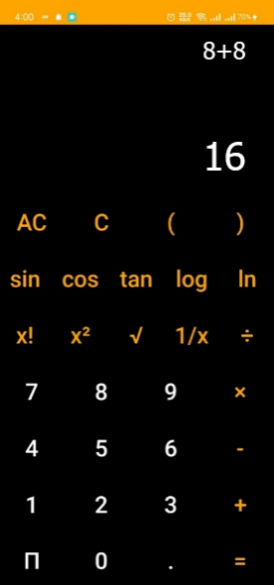 4:00 70%
8+8
16
AC C ( )
sin cos tan log ln
x! x² √ 1/x ÷
7 8 9 ×
4 5 6 -
1 2 3 +
Π 0 . =